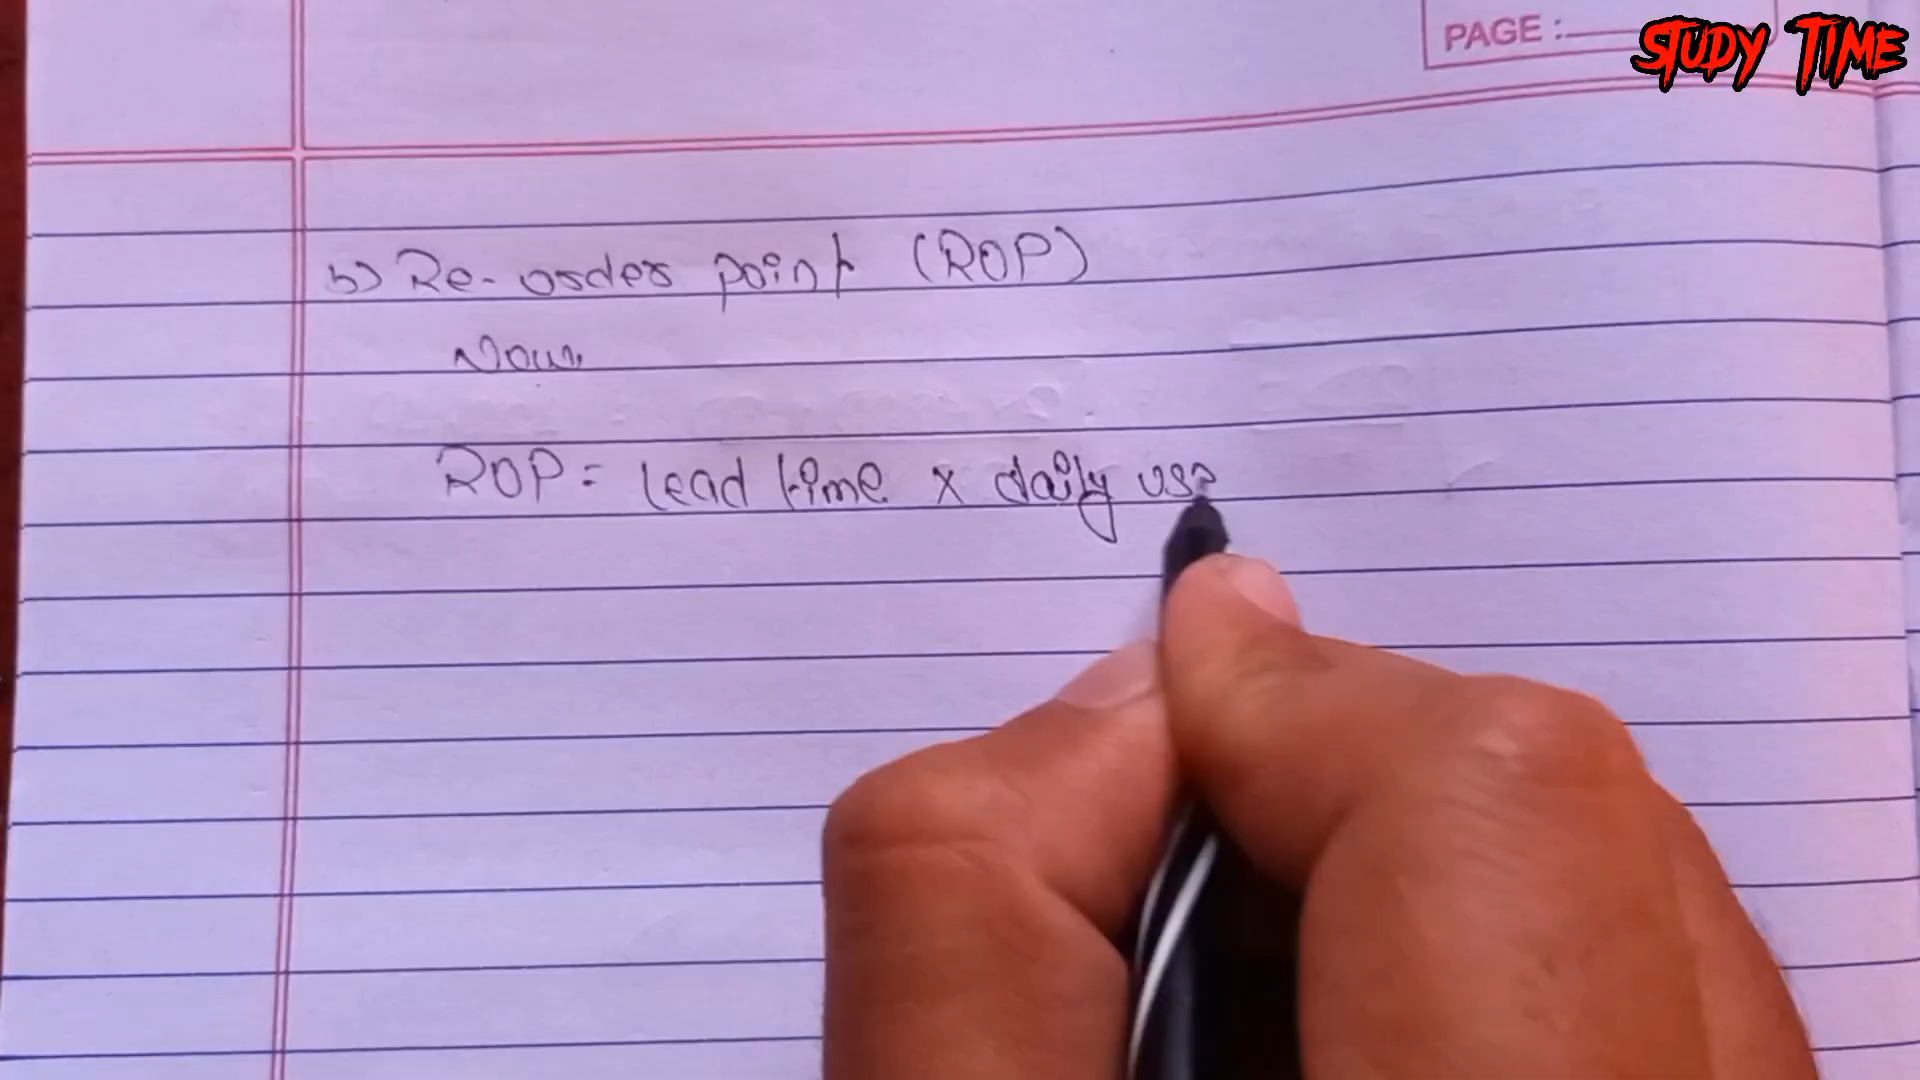 PAGE :
STUDY TIME
b) Re-order point (ROP)
Now,
ROP = Lead time x daily use